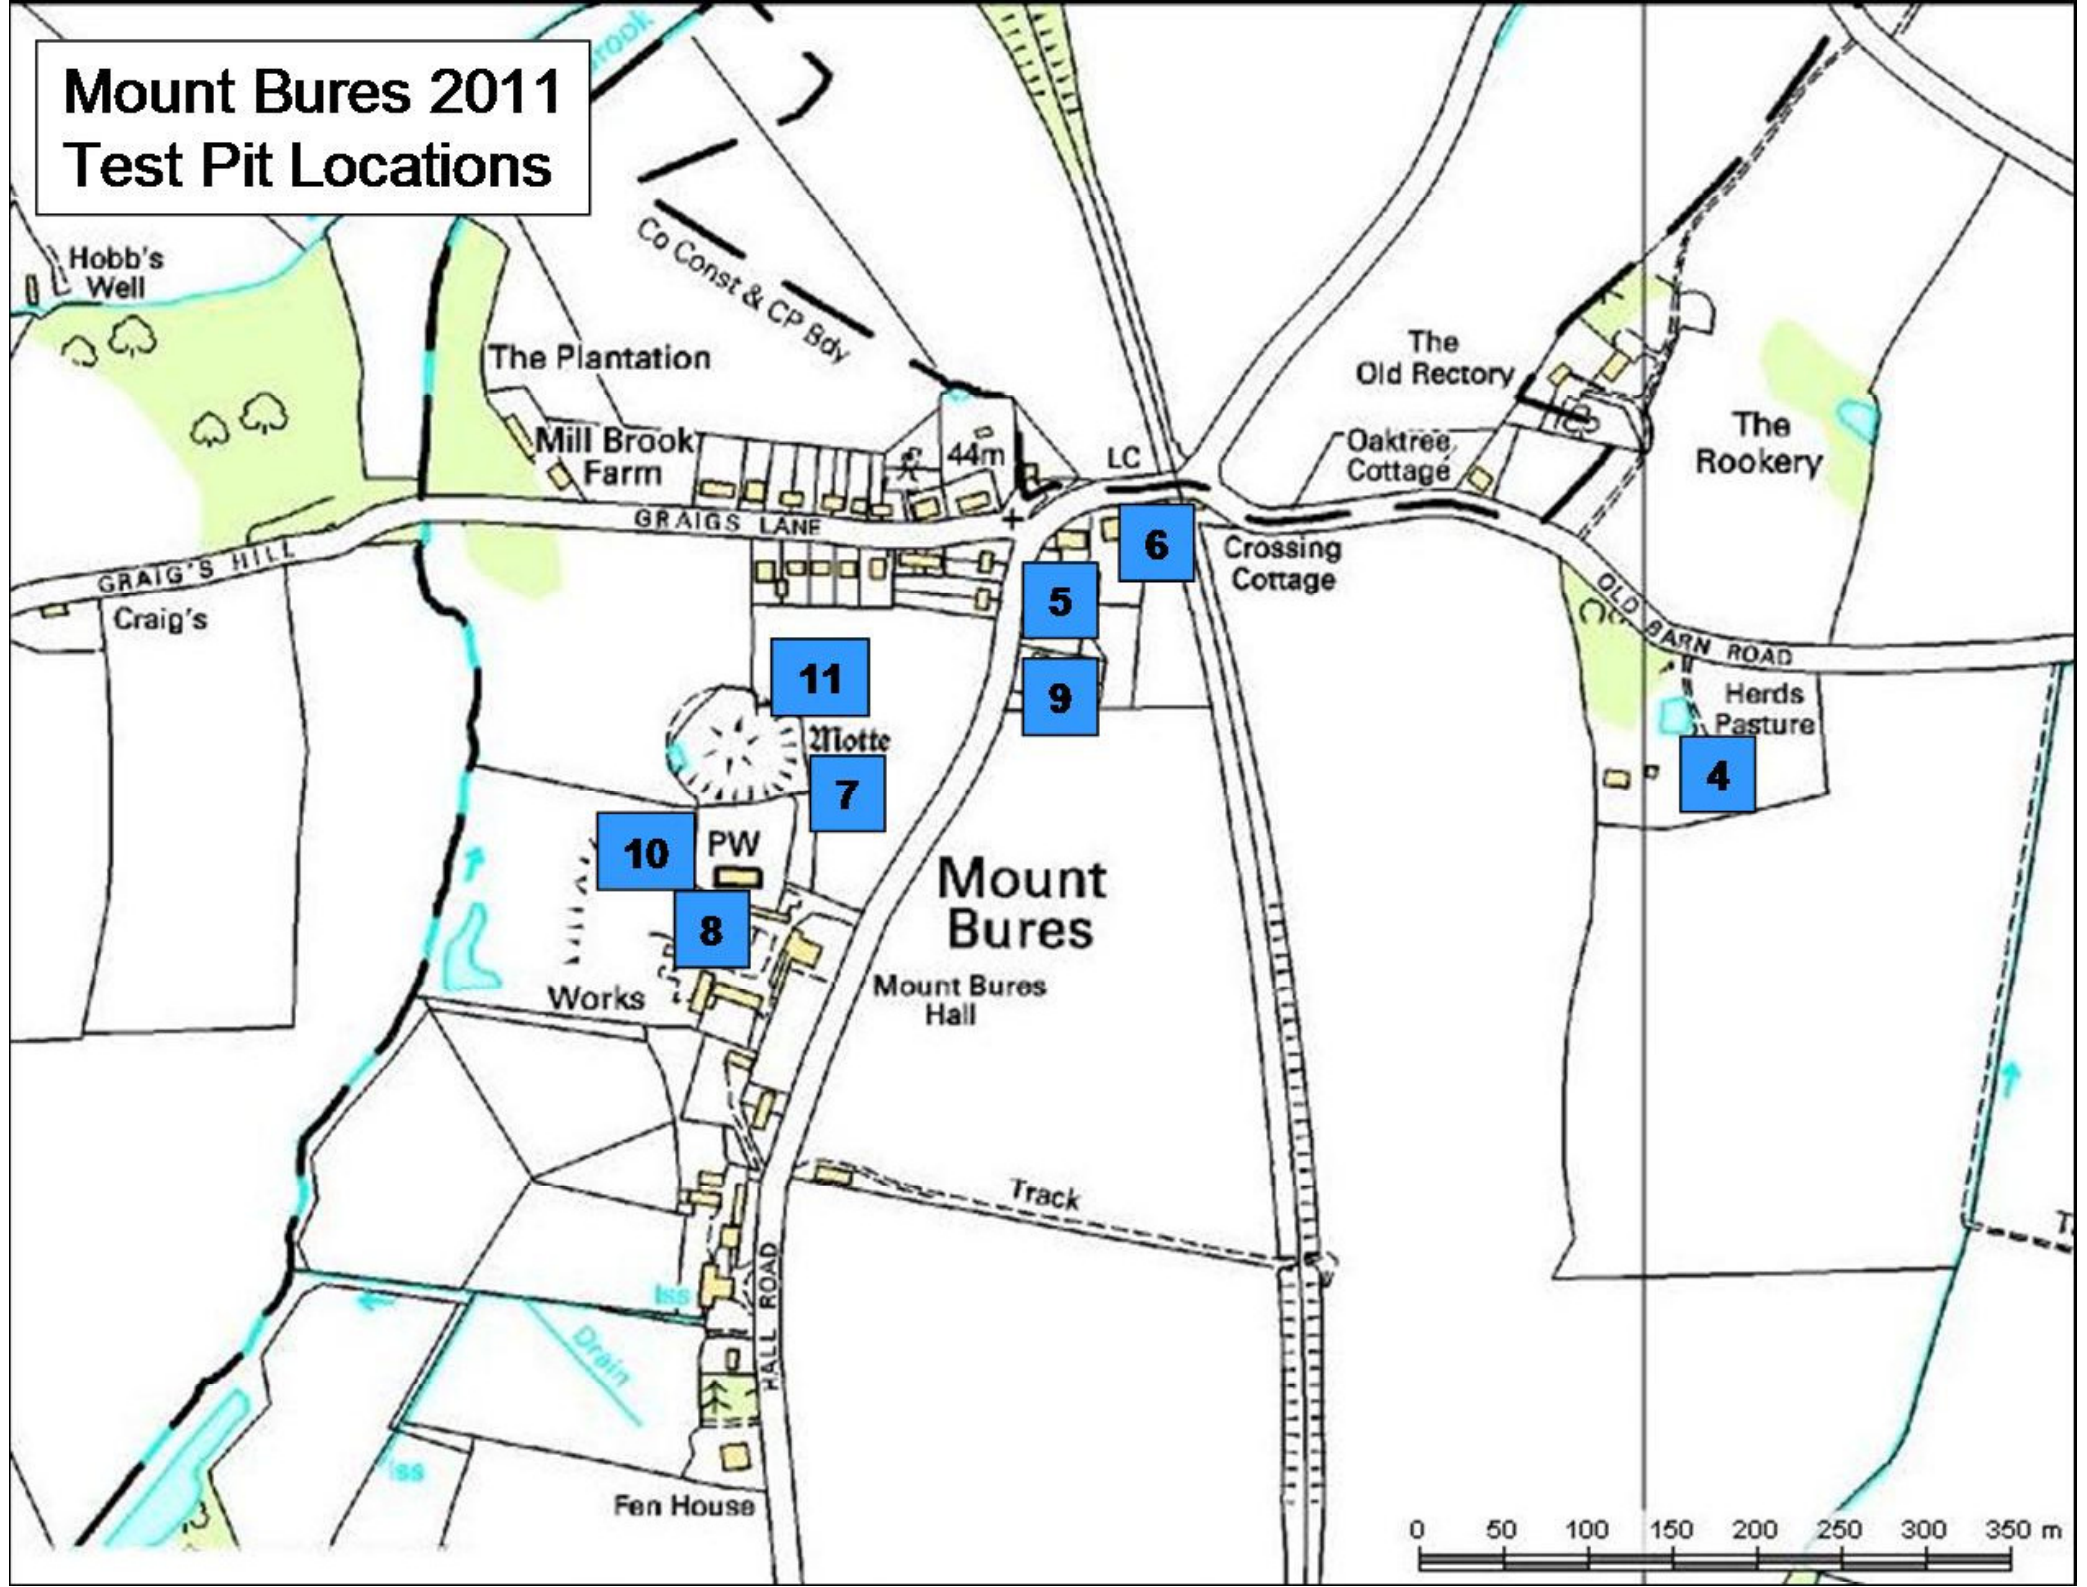 Mount Bures 2011
Test Pit Locations
Hobb's
Well
Co Const & CP Bdy
The Plantation
Mill Brook
Farm
44m
LC
The
Old Rectory
Oaktree
Cottage
The
Rookery
GRAIGS LANE
GRAIG'S HILL
Craig's
6
Crossing
Cottage
5
OLD BARN ROAD
11
9
Herds
Pasture
Motte
7
4
10
PW
8
Mount
Bures
Works
Mount Bures
Hall
Track
HALL ROAD
Iss
Drain
Iss
Fen House
0 50 100 150 200 250 300 350 m